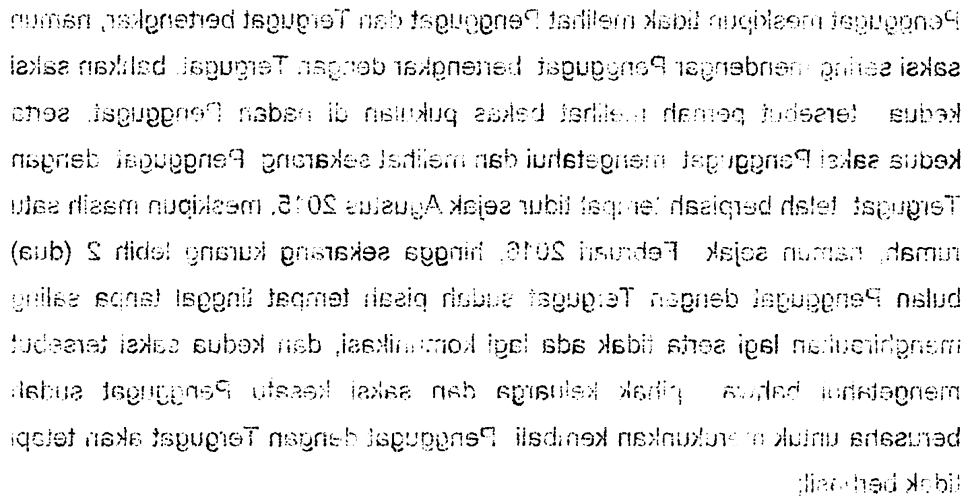 Penggugat meskipun tidak melihat Penggugat dan Tergugat bertengkar, namun
saksi sering mendengar Penggugat bertengkar dengan Tergugat bahkan saksi
kedua tersebut pernah melihat bekas pukulan di badan Penggugat, serta
kedua saksi Penggugat mengetahui dan melihat sekarang Penggugat dengan
Tergugat telah berpisah tempat tidur sejak Agustus 2015, meskipun masih satu
rumah, namun sejak Februari 2016, hingga sekarang kurang lebih 2 (dua)
bulan Penggugat dengan Tergugat sudah pisah tempat tinggal tanpa saling
menghiraukan lagi serta tidak ada lagi komunikasi, dan kedua saksi tersebut
mengetahui bahwa pihak keluarga dan saksi kesatu Penggugat sudah
berusaha untuk merukunkan kembali Penggugat dengan Tergugat akan tetapi
tidak berhasil;